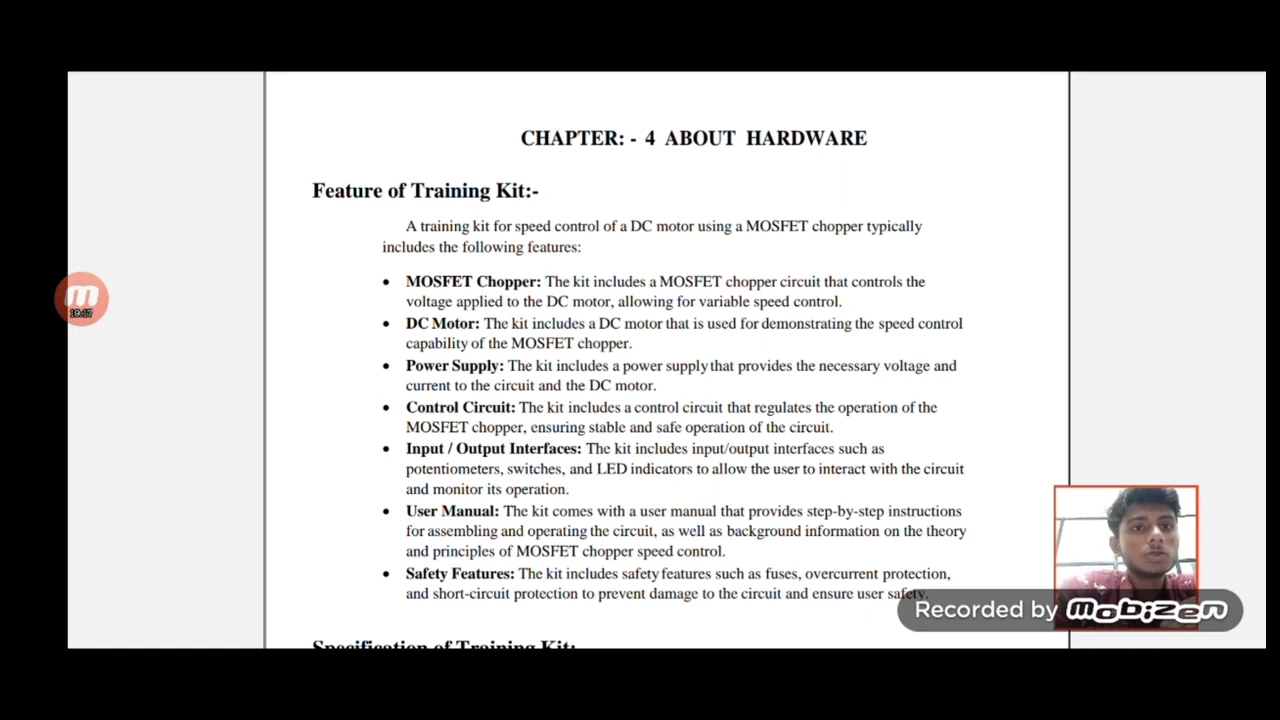 CHAPTER: - 4 ABOUT HARDWARE
Feature of Training Kit:-
A training kit for speed control of a DC motor using a MOSFET chopper typically
includes the following features:
• MOSFET Chopper: The kit includes a MOSFET chopper circuit that controls the
voltage applied to the DC motor, allowing for variable speed control.
• DC Motor: The kit includes a DC motor that is used for demonstrating the speed control
capability of the MOSFET chopper.
• Power Supply: The kit includes a power supply that provides the necessary voltage and
current to the circuit and the DC motor.
• Control Circuit: The kit includes a control circuit that regulates the operation of the
MOSFET chopper, ensuring stable and safe operation of the circuit.
• Input / Output Interfaces: The kit includes input/output interfaces such as
potentiometers, switches, and LED indicators to allow the user to interact with the circuit
and monitor its operation.
• User Manual: The kit comes with a user manual that provides step-by-step instructions
for assembling and operating the circuit, as well as background information on the theory
and principles of MOSFET chopper speed control.
• Safety Features: The kit includes safety features such as fuses, overcurrent protection,
and short-circuit protection to prevent damage to the circuit and ensure user safety.
Specification of Training Kit:-
19:17
Recorded by mobizen